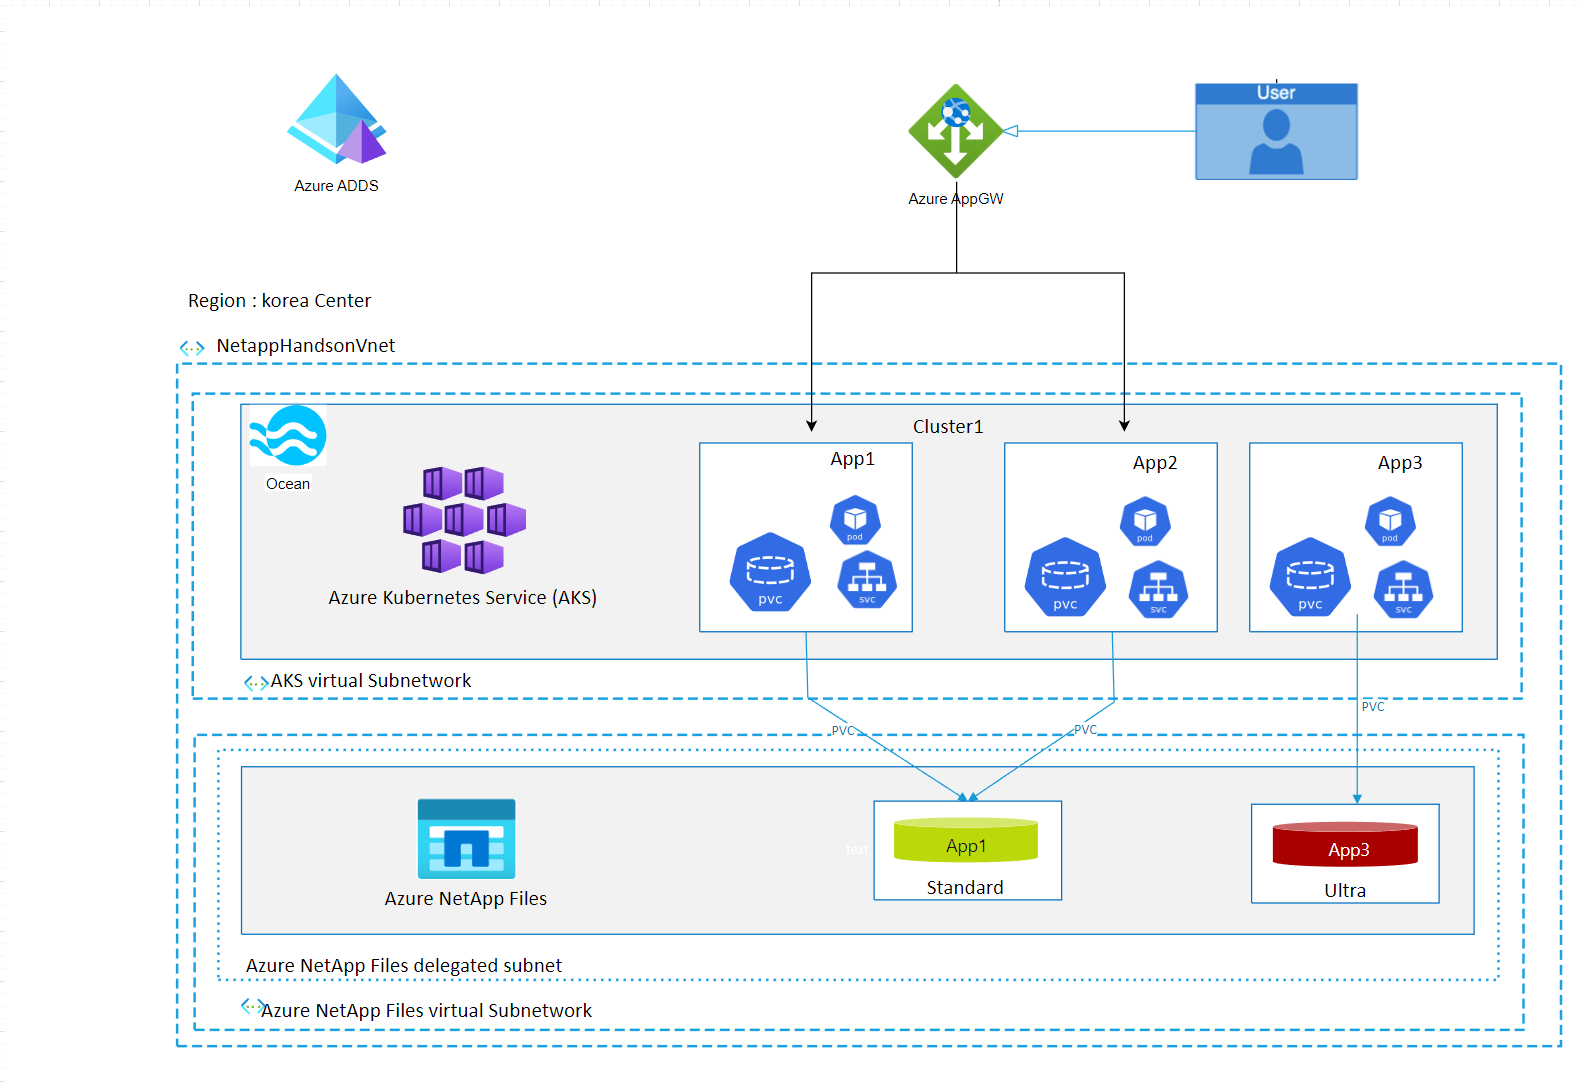 User
Azure ADDS
Azure AppGW
Region : korea Center
NetappHandsonVnet
Cluster1
Ocean
App1
App2
App3
pod
pod
pod
pvc
svc
pvc
svc
pvc
svc
Azure Kubernetes Service (AKS)
AKS virtual Subnetwork
PVC
PVC
PVC
text
App1
Standard
App3
Ultra
Azure NetApp Files
Azure NetApp Files delegated subnet
Azure NetApp Files virtual Subnetwork